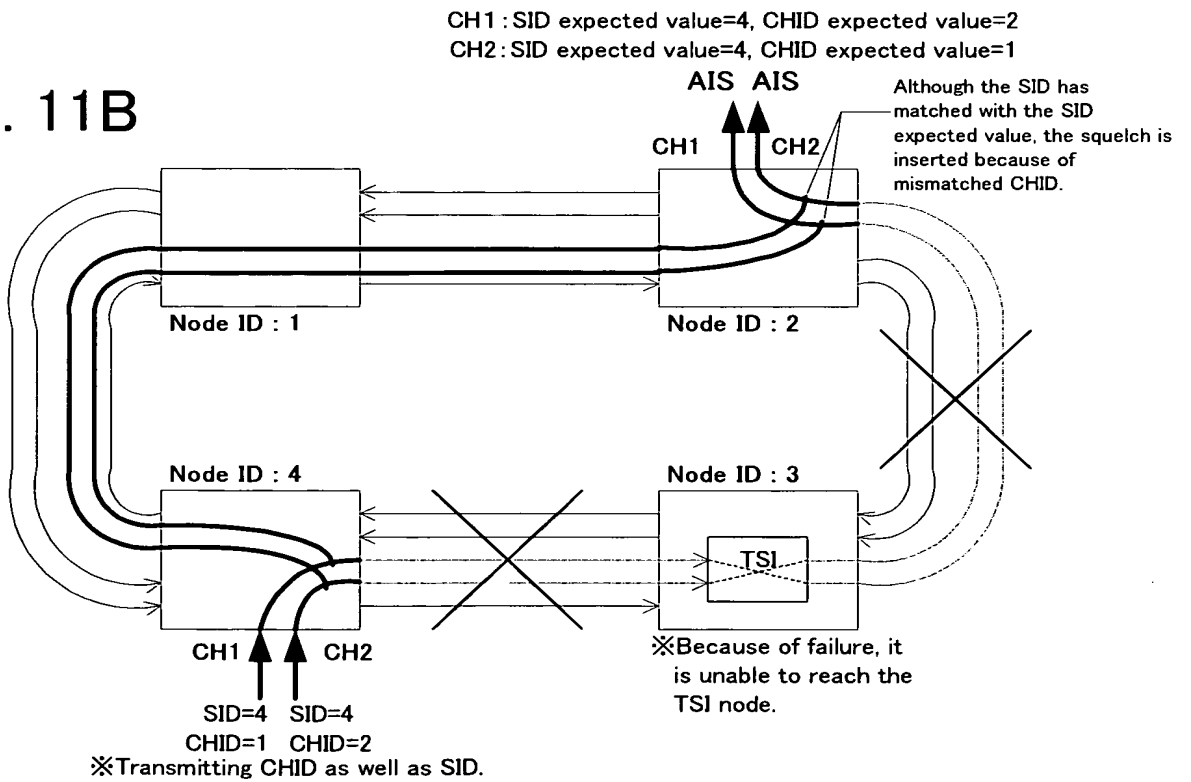 CH1 : SID expected value=4, CHID expected value=2
CH2 : SID expected value=4, CHID expected value=1
. 11B
AIS AIS
Although the SID has
matched with the SID
expected value, the squelch is
inserted because of
mismatched CHID.
CH1 CH2
Node ID : 1
Node ID : 2
Node ID : 4
Node ID : 3
TSI
CH1 CH2
※Because of failure, it
is unable to reach the
TSI node.
SID=4 SID=4
CHID=1 CHID=2
※Transmitting CHID as well as SID.